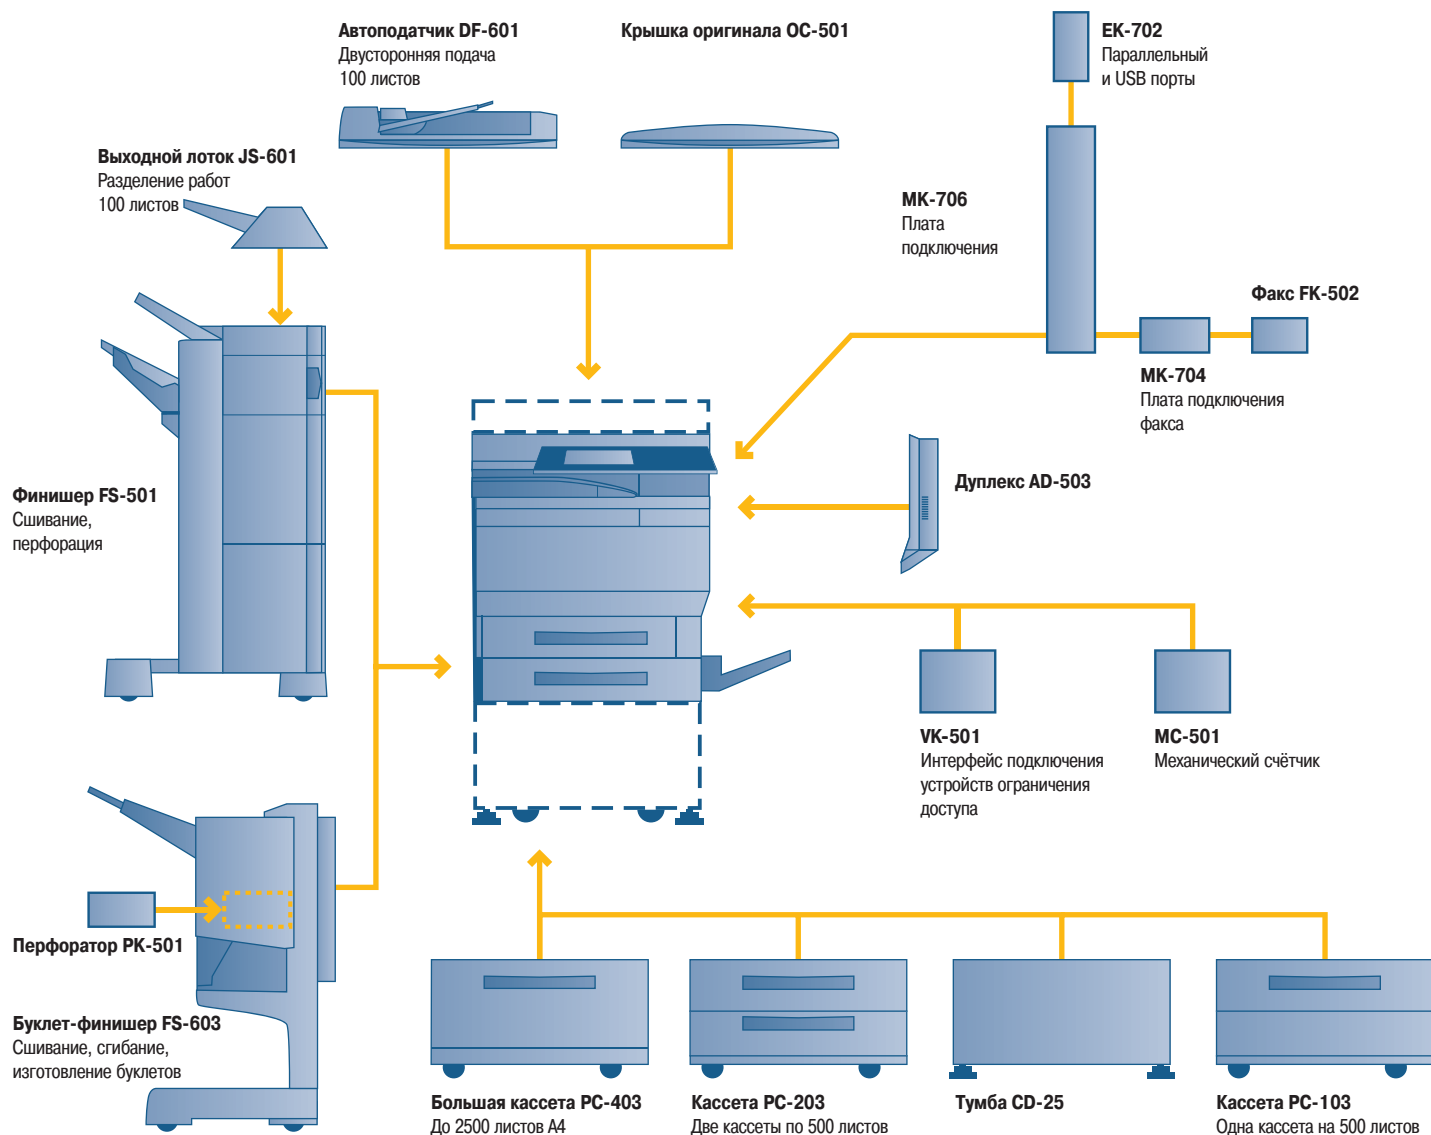 Автоподатчик DF-601
Двусторонняя подача
100 листов
Крышка оригинала OC-501
EK-702
Параллельный
и USB порты
Выходной лоток JS-601
Разделение работ
100 листов
МК-706
Плата
подключения
Факс FK-502
МК-704
Плата подключения
факса
Дуплекс AD-503
Финишер FS-501
Сшивание,
перфорация
VK-501
Интерфейс подключения
устройств ограничения
доступа
МС-501
Механический счётчик
Перфоратор PK-501
Буклет-финишер FS-603
Сшивание, сгибание,
изготовление буклетов
Большая кассета PC-403
До 2500 листов А4
Кассета PC-203
Две кассеты по 500 листов
Тумба CD-25
Кассета PC-103
Одна кассета на 500 листов